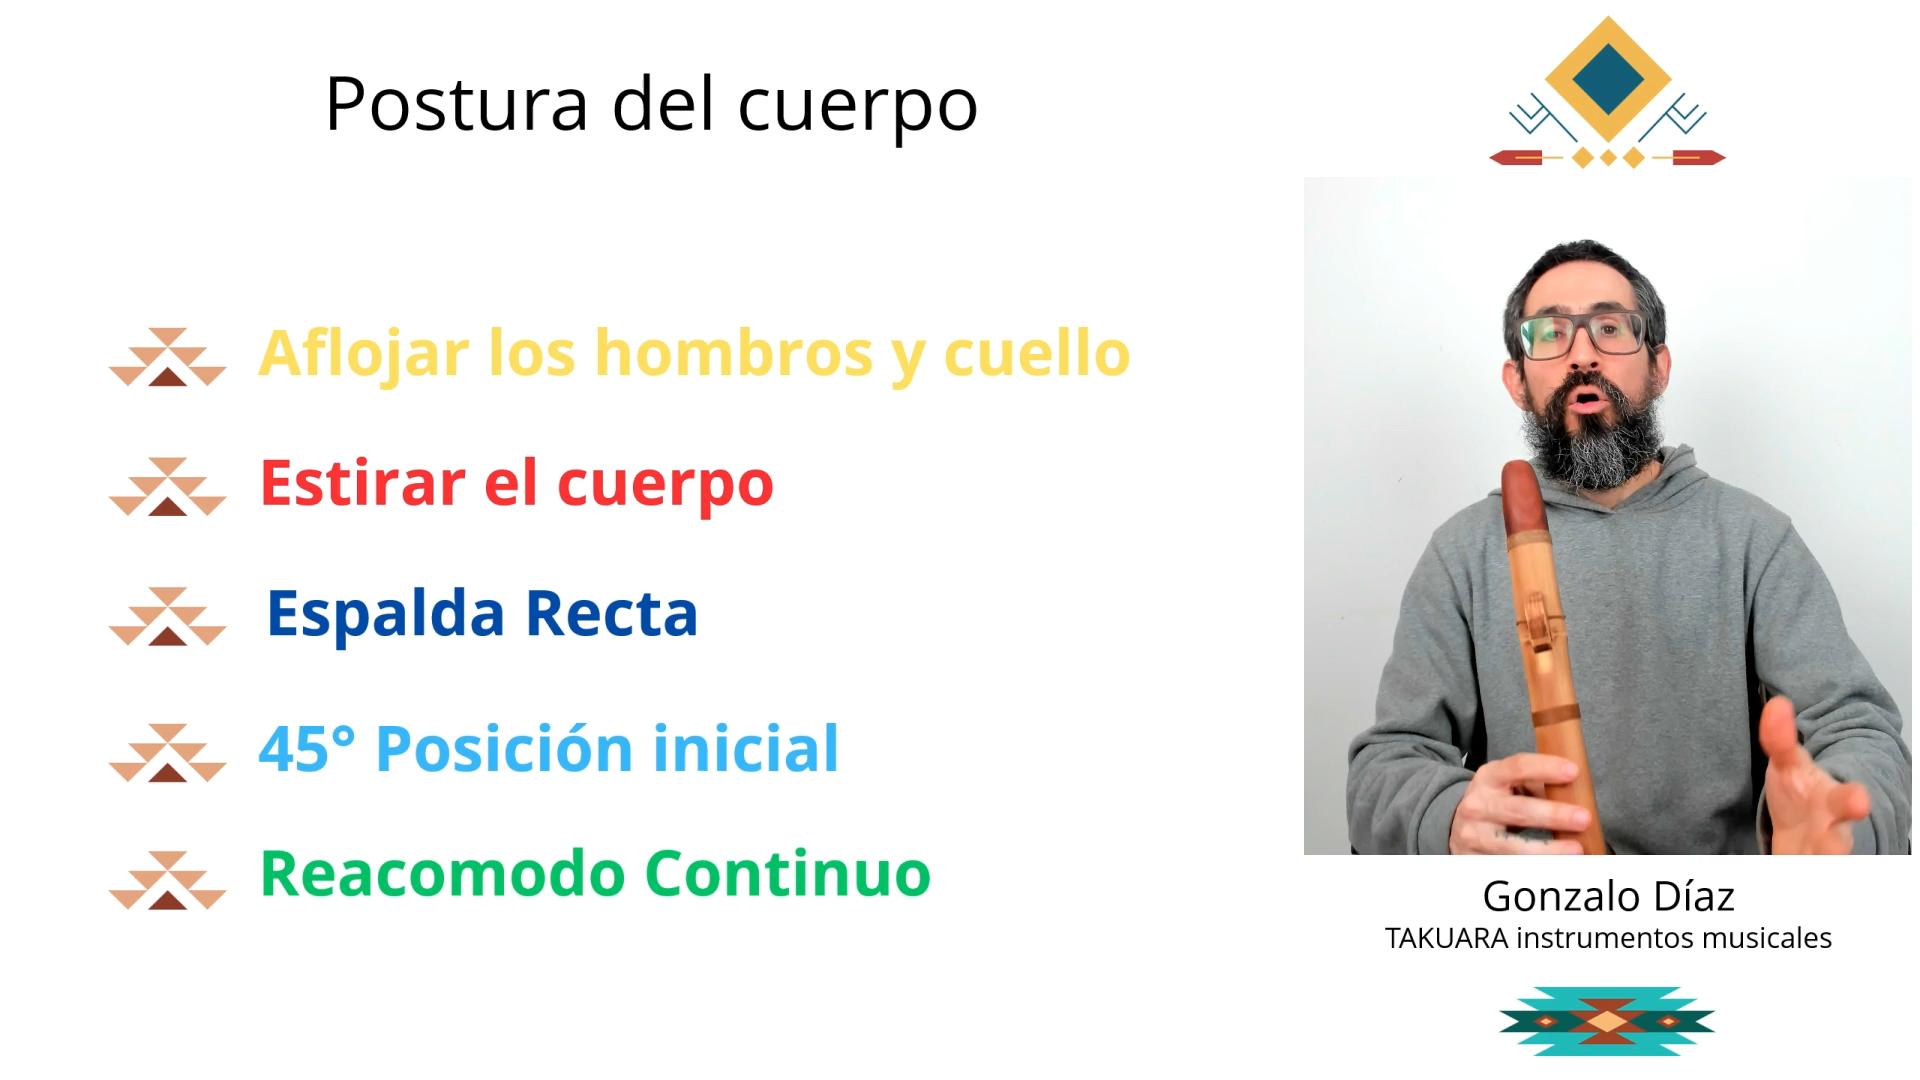 Postura del cuerpo
Aflojar los hombros y cuello
Estirar el cuerpo
Espalda Recta
45° Posición inicial
Reacomodo Continuo
Gonzalo Díaz
TAKUARA instrumentos musicales